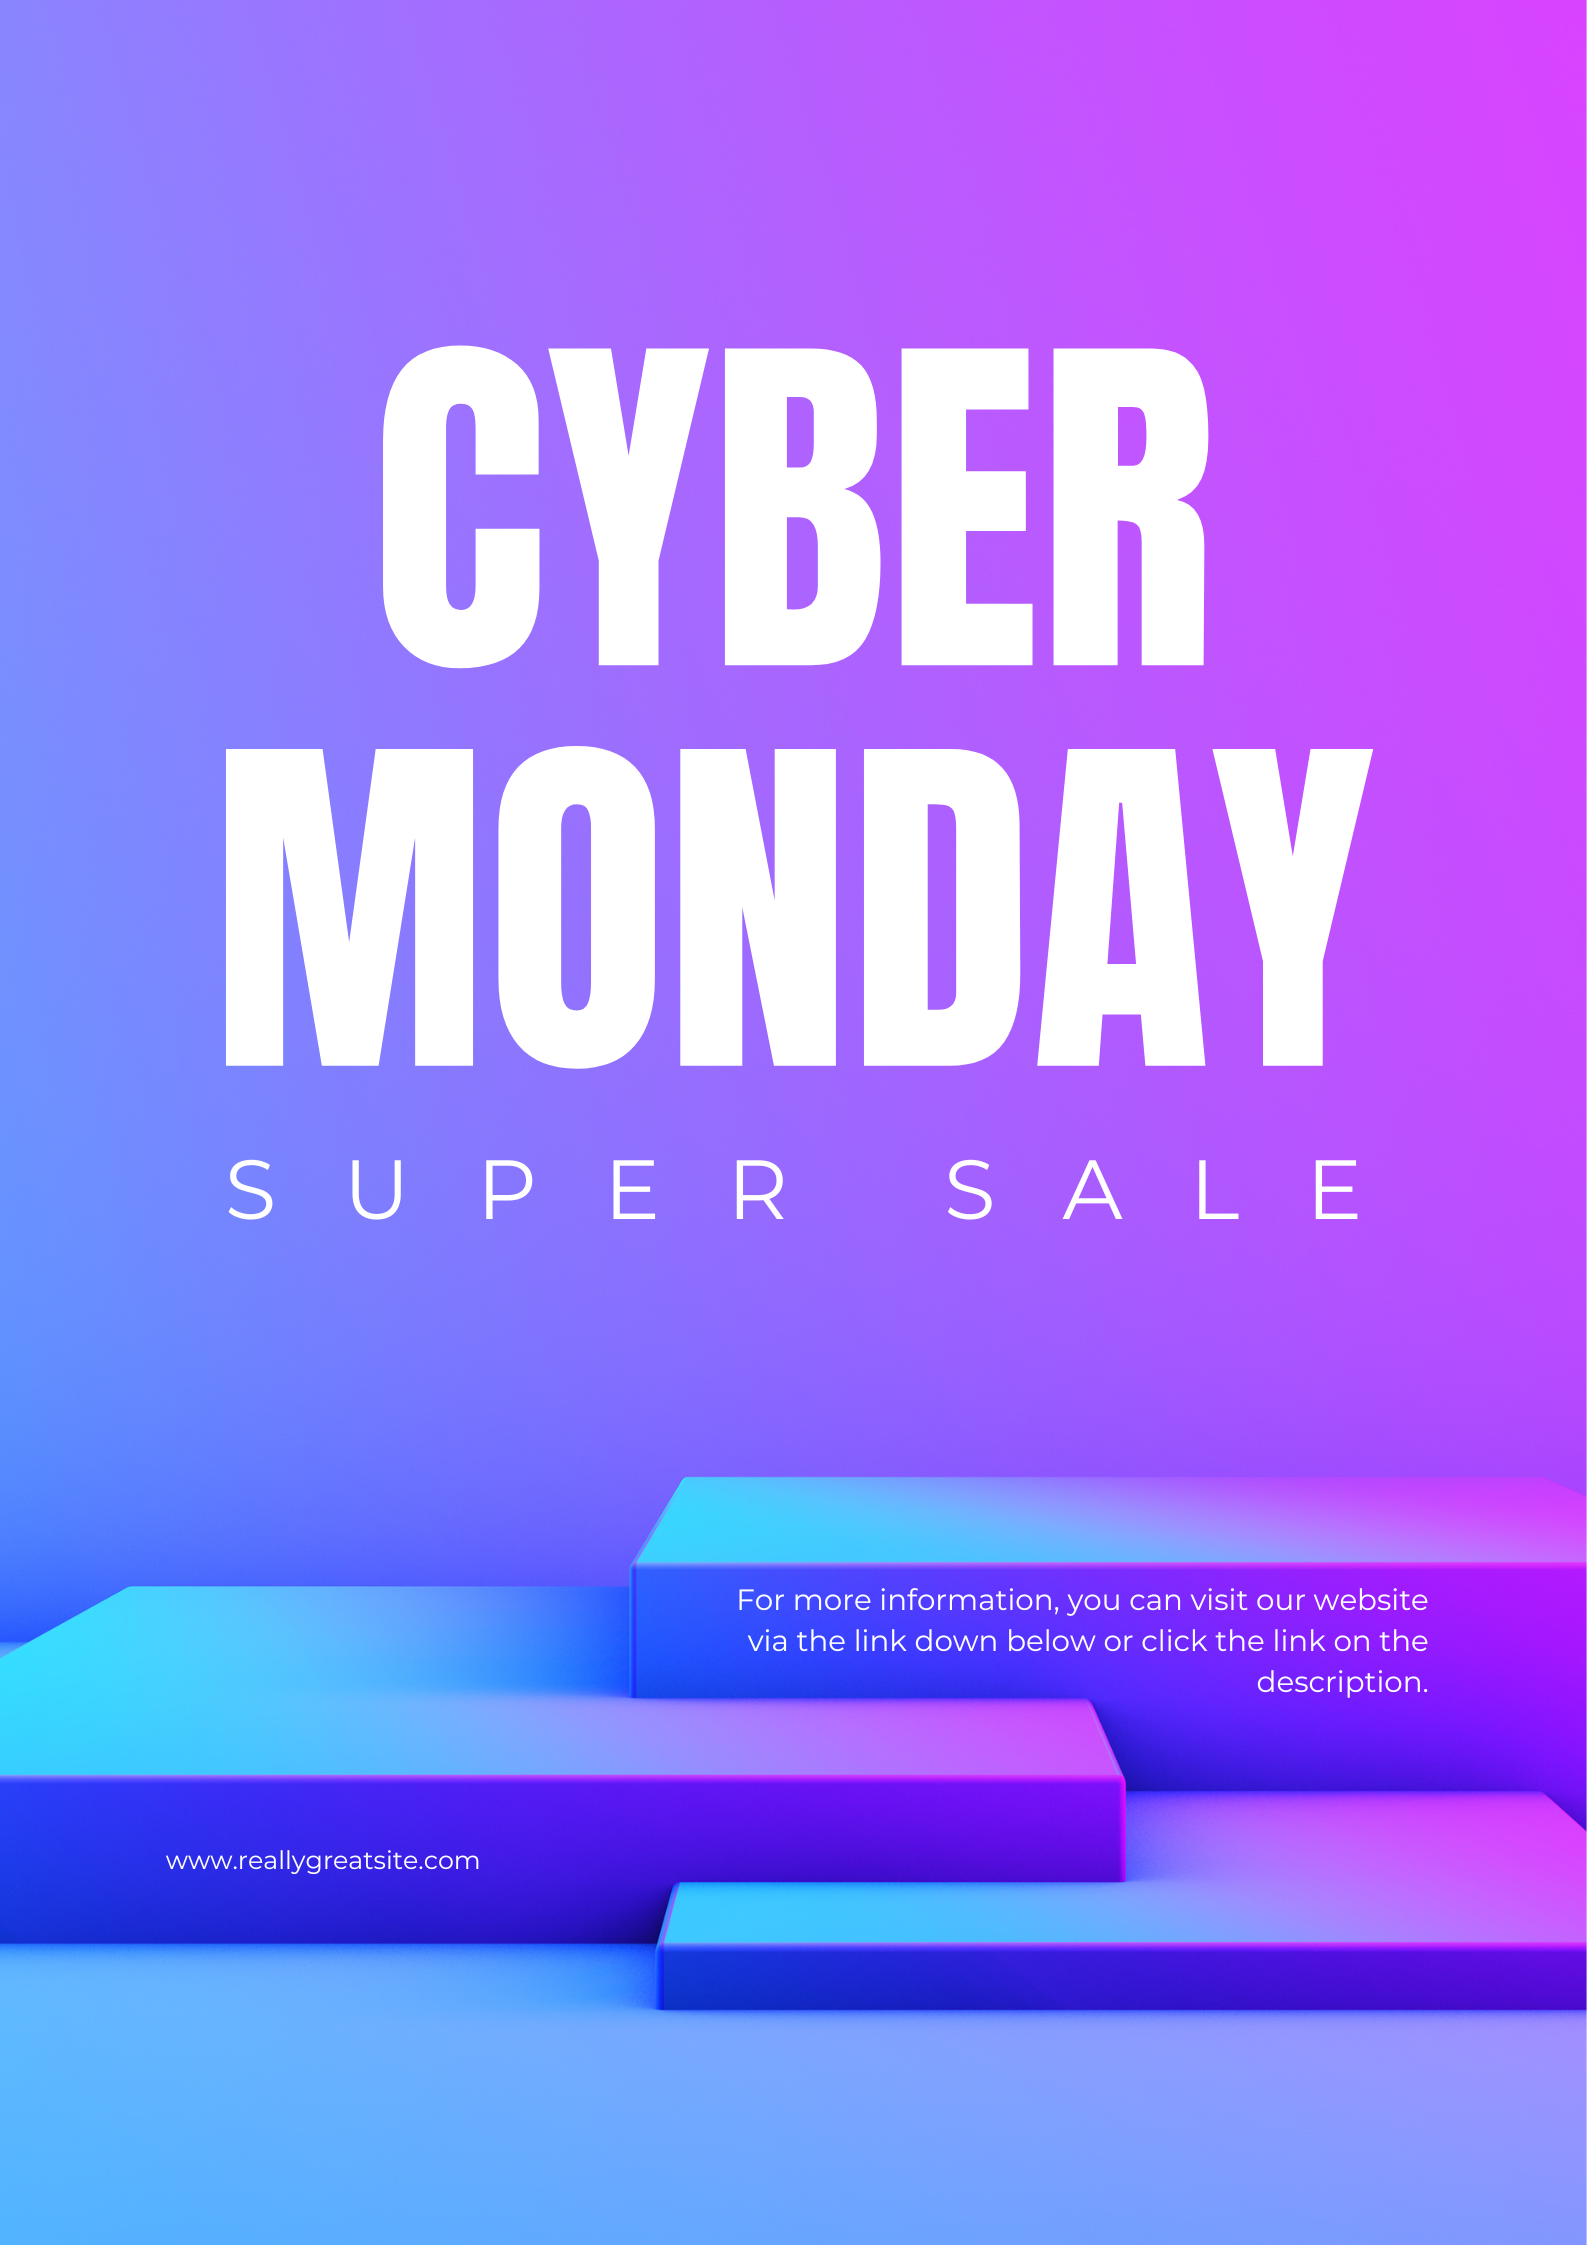 CYBER
MONDAY
SUPER SALE
For more information, you can visit our website
via the link down below or click the link on the
description.
www.reallygreatsite.com